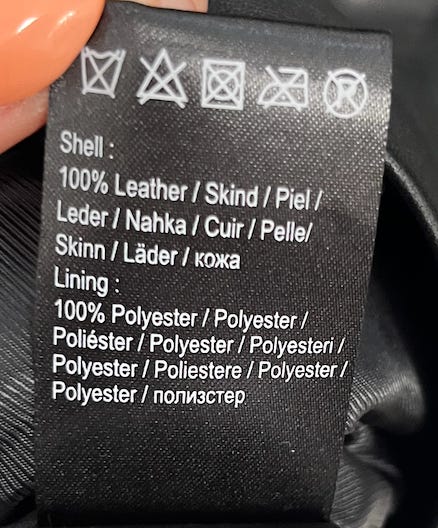 Shell :
100% Leather / Skind / Piel /
Leder / Nahka / Cuir / Pelle/
Skinn / Läder / кожа
Lining :
100% Polyester / Polyester /
Poliéster / Polyester / Polyesteri /
Polyester / Poliestere / Polyester /
Polyester / полиэстер